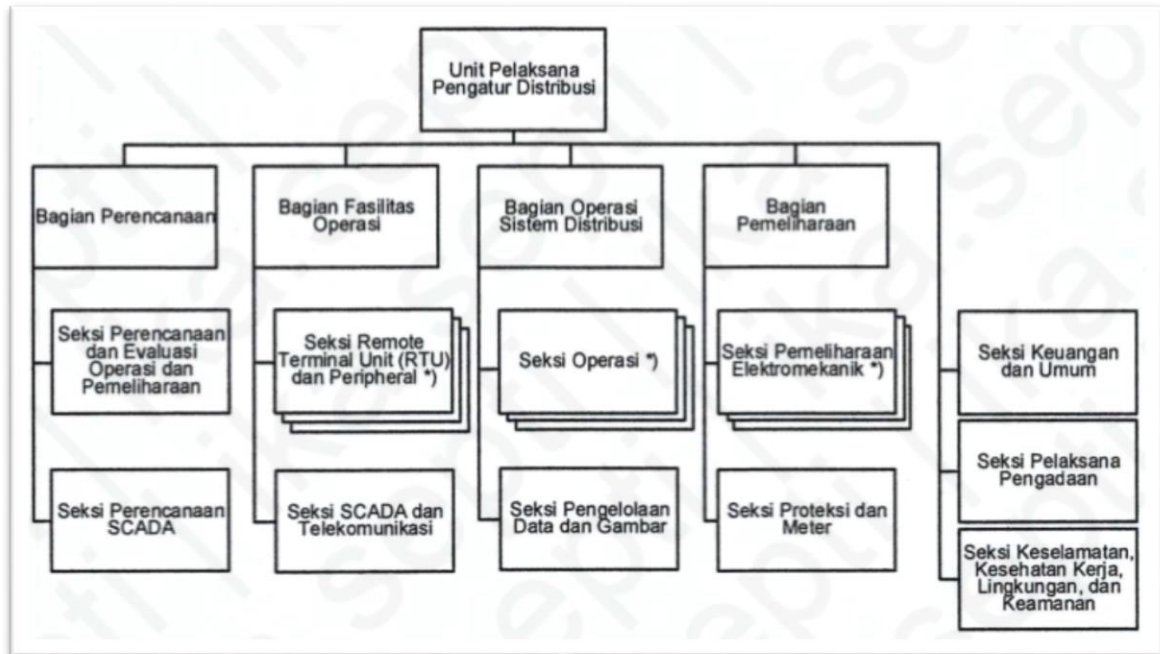 Unit Pelaksana
Pengatur Distribusi
Bagian Perencanaan
Bagian Fasilitas
Operasi
Bagian Operasi
Sistem Distribusi
Bagian
Pemeliharaan
Seksi Perencanaan
dan Evaluasi
Operasi dan
Pemeliharaan
Seksi Remote
Terminal Unit (RTU)
dan Peripheral *)
Seksi Operasi *)
Seksi Pemeliharaan
Elektromekanik *)
Seksi Keuangan
dan Umum
Seksi Perencanaan
SCADA
Seksi SCADA dan
Telekomunikasi
Seksi Pengelolaan
Data dan Gambar
Seksi Proteksi dan
Meter
Seksi Pelaksana
Pengadaan
Seksi Keselamatan,
Kesehatan Kerja,
Lingkungan, dan
Keamanan